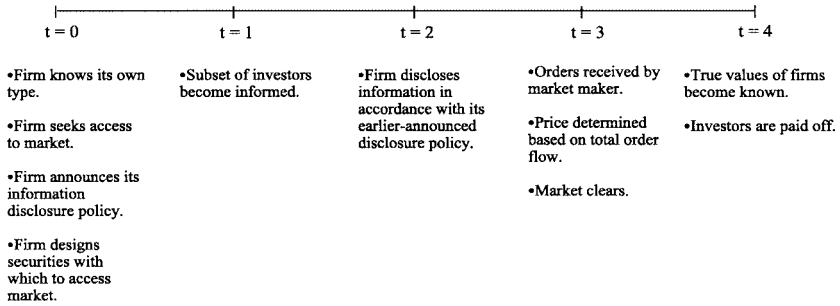 t = 0
t = 1
t = 2
t = 3
t = 4
•Firm knows its own
type.
•Firm seeks access
to market.
•Firm announces its
information
disclosure policy.
•Firm designs
securities with
which to access
market.
•Subset of investors
become informed.
•Firm discloses
information in
accordance with its
earlier-announced
disclosure policy.
•Orders received by
market maker.
•Price determined
based on total order
flow.
•Market clears.
•True values of firms
become known.
•Investors are paid off.